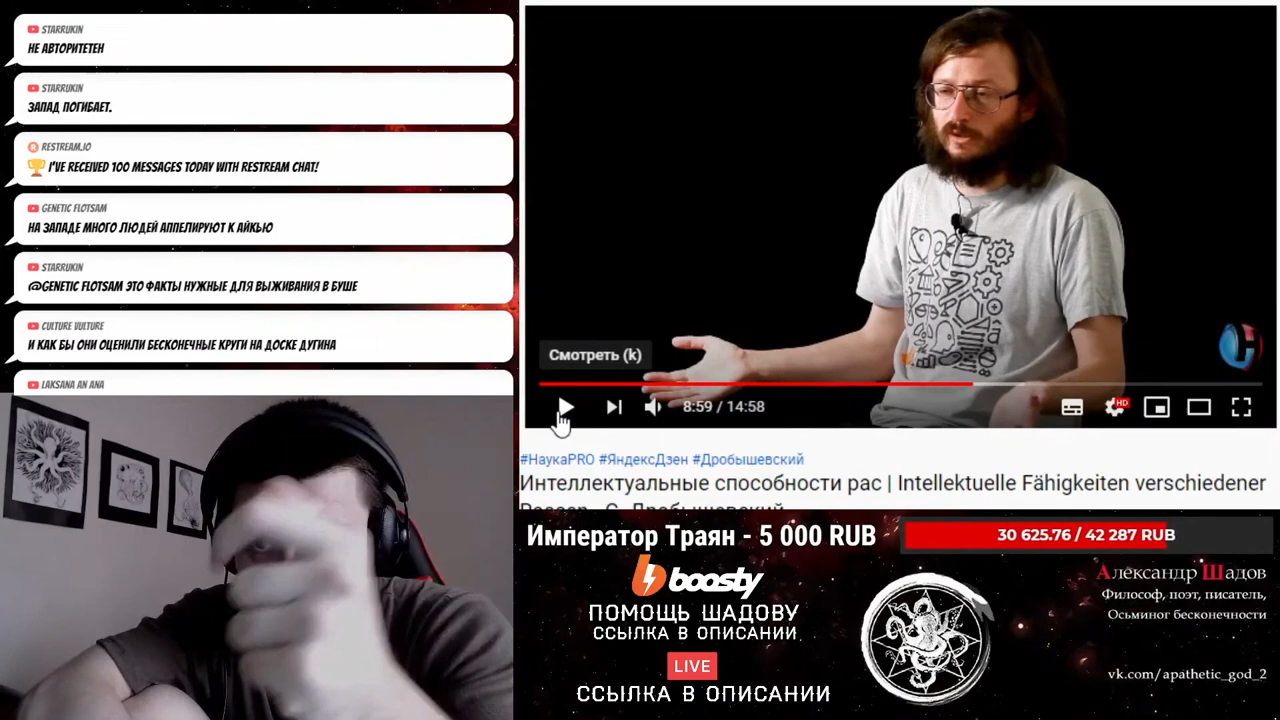 STARRUKIN
НЕ АВТОРИТЕТЕН
STARRUKIN
ЗАПАД ПОГИБАЕТ.
RESTREAM.IO
I'VE RECEIVED 100 MESSAGES TODAY WITH RESTREAM CHAT!
GENETIC FLOTSAM
НА ЗАПАДЕ МНОГО ЛЮДЕЙ АППЕЛИРУЮТ К АЙКЬЮ
STARRUKIN
@GENETIC FLOTSAM ЭТО ФАКТЫ НУЖНЫЕ ДЛЯ ВЫЖИВАНИЯ В БУШЕ
CULTURE VULTURE
И КАК БЫ ОНИ ОЦЕНИЛИ БЕСКОНЕЧНЫЕ КРУГИ НА ДОСКЕ ДУГИНА
LAKSANA AN ANA
Смотреть (k)
8:59 / 14:58
HD
#НаукаPRO #ЯндексДзен #Дробышевский
Интеллектуальные способности рас | Intellektuelle Fähigkeiten verschiedener
Rassen - С. Дробышевский
Император Траян - 5 000 RUB
30 625.76 / 42 287 RUB
boosty
ПОМОЩЬ ШАДОВУ
ССЫЛКА В ОПИСАНИИ
LIVE
ССЫЛКА В ОПИСАНИИ
Александр Шадов
Философ, поэт, писатель,
Осьминог бесконечности
vk.com/apathetic_god_2